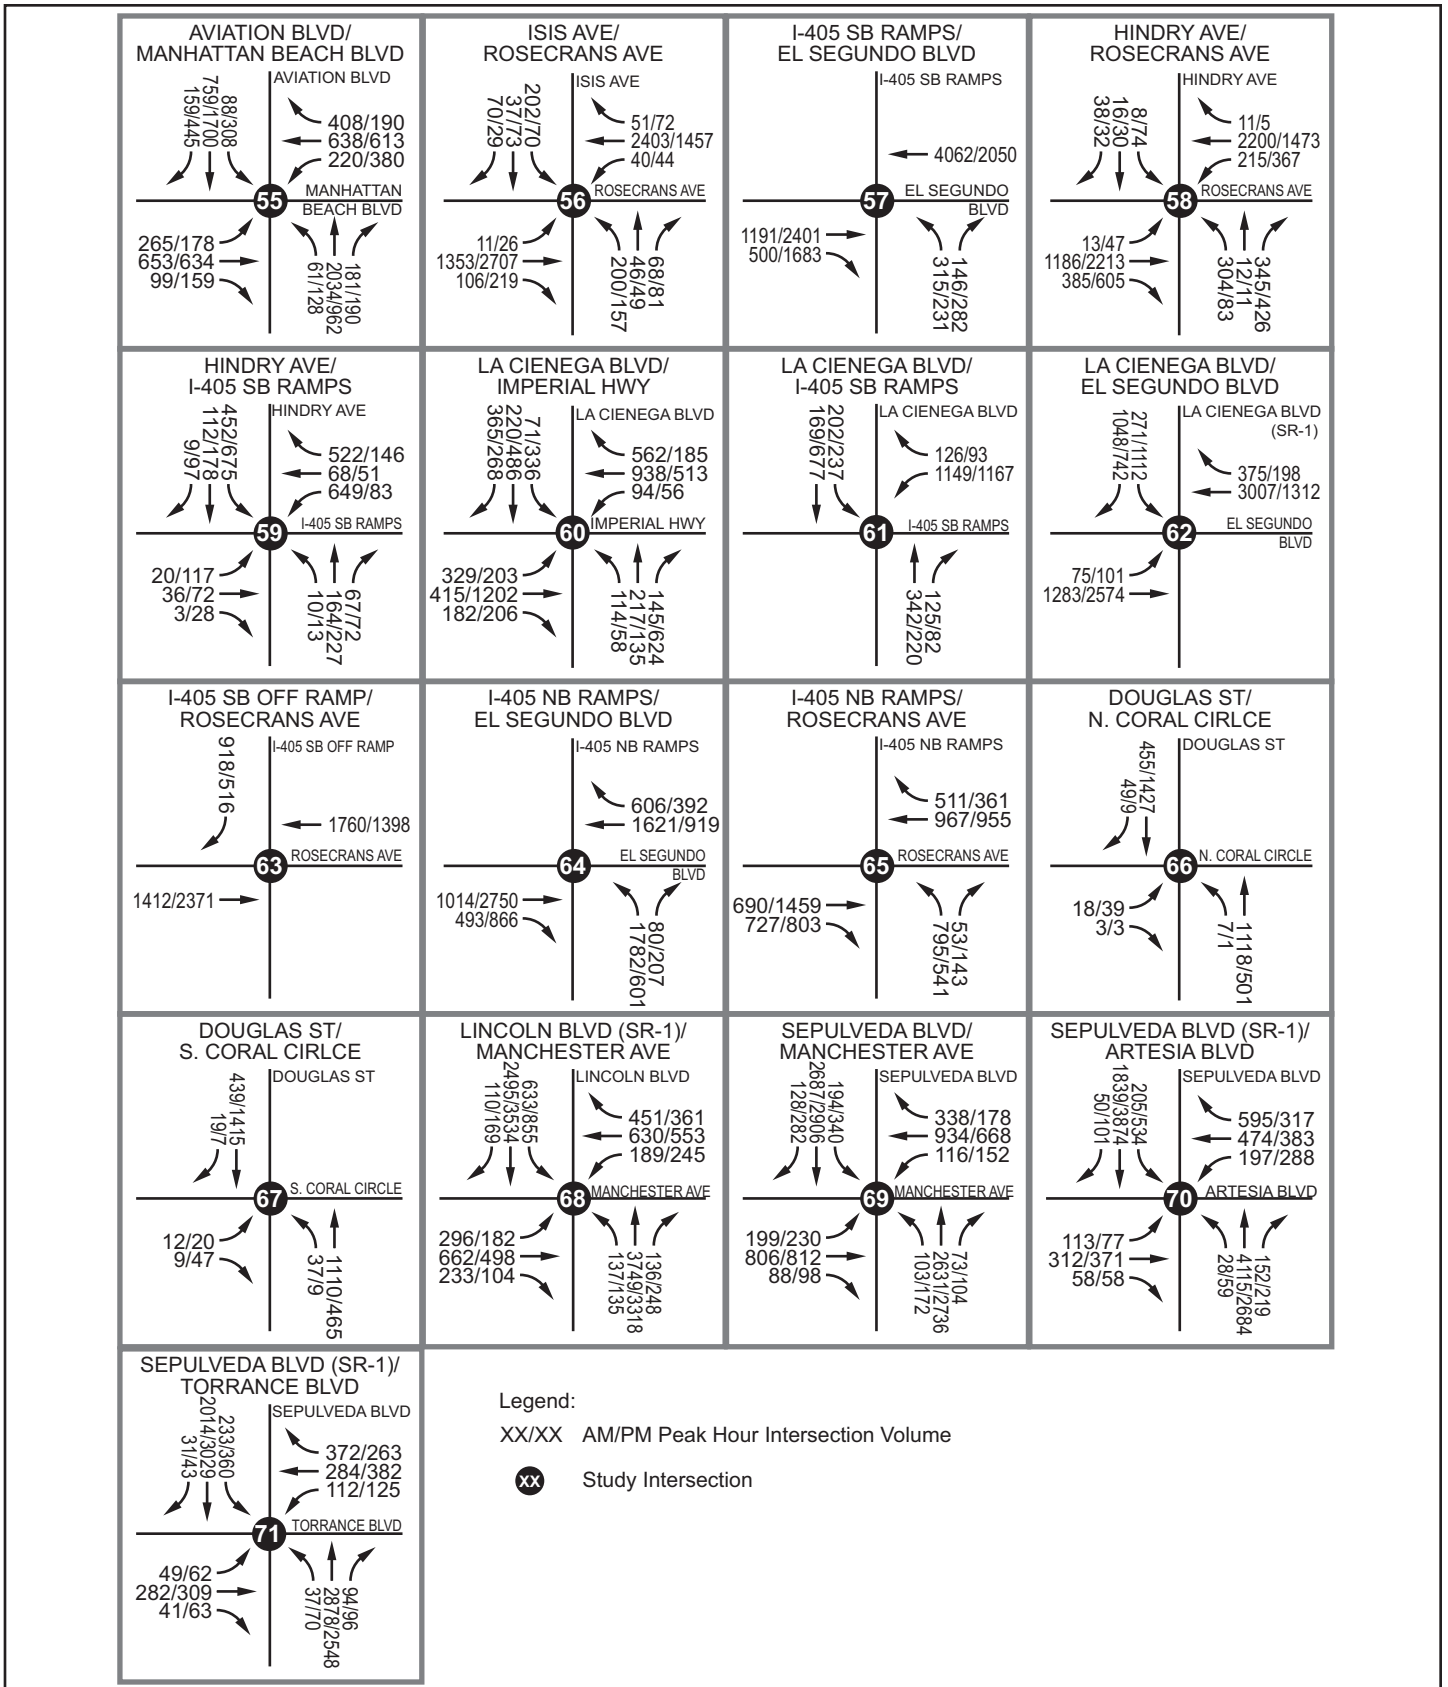 AVIATION BLVD/
MANHATTAN BEACH BLVD
AVIATION BLVD
159/445
759/1700
88/308
408/190
638/613
220/380
55
MANHATTAN
BEACH BLVD
265/178
653/634
99/159
61/128
2034/962
181/190
ISIS AVE/
ROSECRANS AVE
ISIS AVE
70/29
37/73
202/70
51/72
2403/1457
40/44
56
ROSECRANS AVE
11/26
1353/2707
106/219
200/157
46/49
68/81
I-405 SB RAMPS/
EL SEGUNDO BLVD
I-405 SB RAMPS
4062/2050
57
EL SEGUNDO
BLVD
1191/2401
500/1683
315/231
146/282
HINDRY AVE/
ROSECRANS AVE
HINDRY AVE
38/32
16/30
8/74
11/5
2200/1473
215/367
58
ROSECRANS AVE
13/47
1186/2213
385/605
304/83
12/11
345/426
HINDRY AVE/
I-405 SB RAMPS
HINDRY AVE
9/97
112/178
452/675
522/146
68/51
649/83
59
I-405 SB RAMPS
20/117
36/72
3/28
10/13
164/227
67/72
LA CIENEGA BLVD/
IMPERIAL HWY
LA CIENEGA BLVD
365/268
220/486
71/336
562/185
938/513
94/56
60
IMPERIAL HWY
329/203
415/1202
182/206
114/58
217/135
145/624
LA CIENEGA BLVD/
I-405 SB RAMPS
LA CIENEGA BLVD
169/677
202/237
126/93
1149/1167
61
I-405 SB RAMPS
342/220
125/82
LA CIENEGA BLVD/
EL SEGUNDO BLVD
LA CIENEGA BLVD
(SR-1)
1048/742
271/1112
375/198
3007/1312
62
EL SEGUNDO
BLVD
75/101
1283/2574
I-405 SB OFF RAMP/
ROSECRANS AVE
I-405 SB OFF RAMP
918/516
1760/1398
63
ROSECRANS AVE
1412/2371
I-405 NB RAMPS/
EL SEGUNDO BLVD
I-405 NB RAMPS
606/392
1621/919
64
EL SEGUNDO
BLVD
1014/2750
493/866
1782/601
80/207
I-405 NB RAMPS/
ROSECRANS AVE
I-405 NB RAMPS
511/361
967/955
65
ROSECRANS AVE
690/1459
727/803
795/541
53/143
DOUGLAS ST/
N. CORAL CIRLCE
DOUGLAS ST
49/9
455/1427
66
N. CORAL CIRCLE
18/39
3/3
7/1
1118/501
DOUGLAS ST/
S. CORAL CIRLCE
DOUGLAS ST
19/7
439/1415
67
S. CORAL CIRCLE
12/20
9/47
37/9
1110/465
LINCOLN BLVD (SR-1)/
MANCHESTER AVE
LINCOLN BLVD
110/169
2495/3534
633/855
451/361
630/553
189/245
68
MANCHESTER AVE
296/182
662/498
233/104
137/135
3749/3318
136/248
SEPULVEDA BLVD/
MANCHESTER AVE
SEPULVEDA BLVD
128/282
2687/2906
194/340
338/178
934/668
116/152
69
MANCHESTER AVE
199/230
806/812
88/98
103/172
2631/2736
73/104
SEPULVEDA BLVD (SR-1)/
ARTESIA BLVD
SEPULVEDA BLVD
50/101
1839/3874
205/534
595/317
474/383
197/288
70
ARTESIA BLVD
113/77
312/371
58/58
28/59
4115/2684
152/219
SEPULVEDA BLVD (SR-1)/
TORRANCE BLVD
SEPULVEDA BLVD
31/43
2014/3029
233/360
372/263
284/382
112/125
71
TORRANCE BLVD
49/62
282/309
41/63
37/70
2878/2548
94/96
Legend:
XX/XX AM/PM Peak Hour Intersection Volume
XX Study Intersection